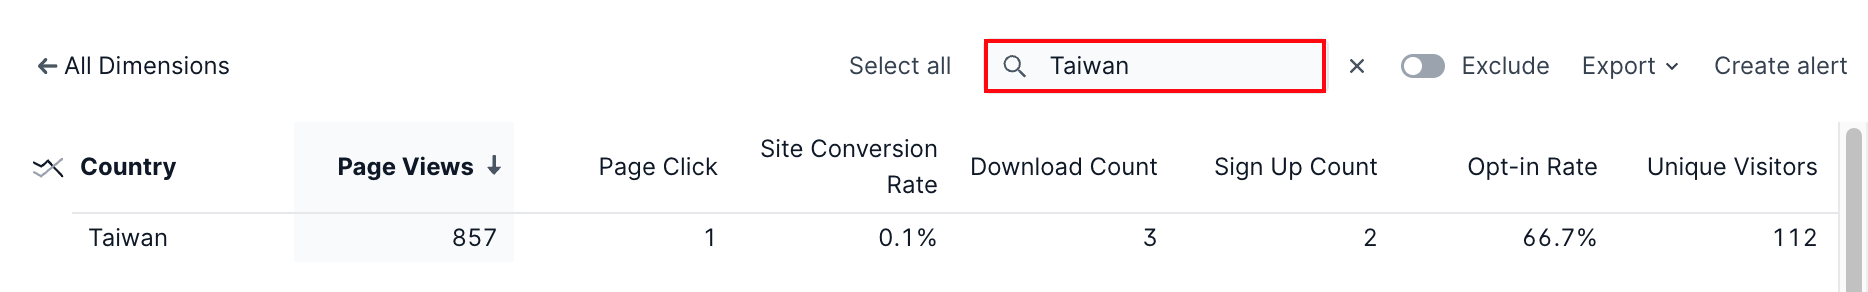 ← All Dimensions Select all Taiwan × Exclude Export Create alert
Country Page Views ↓ Page Click Site Conversion Rate Download Count Sign Up Count Opt-in Rate Unique Visitors
Taiwan 857 1 0.1% 3 2 66.7% 112